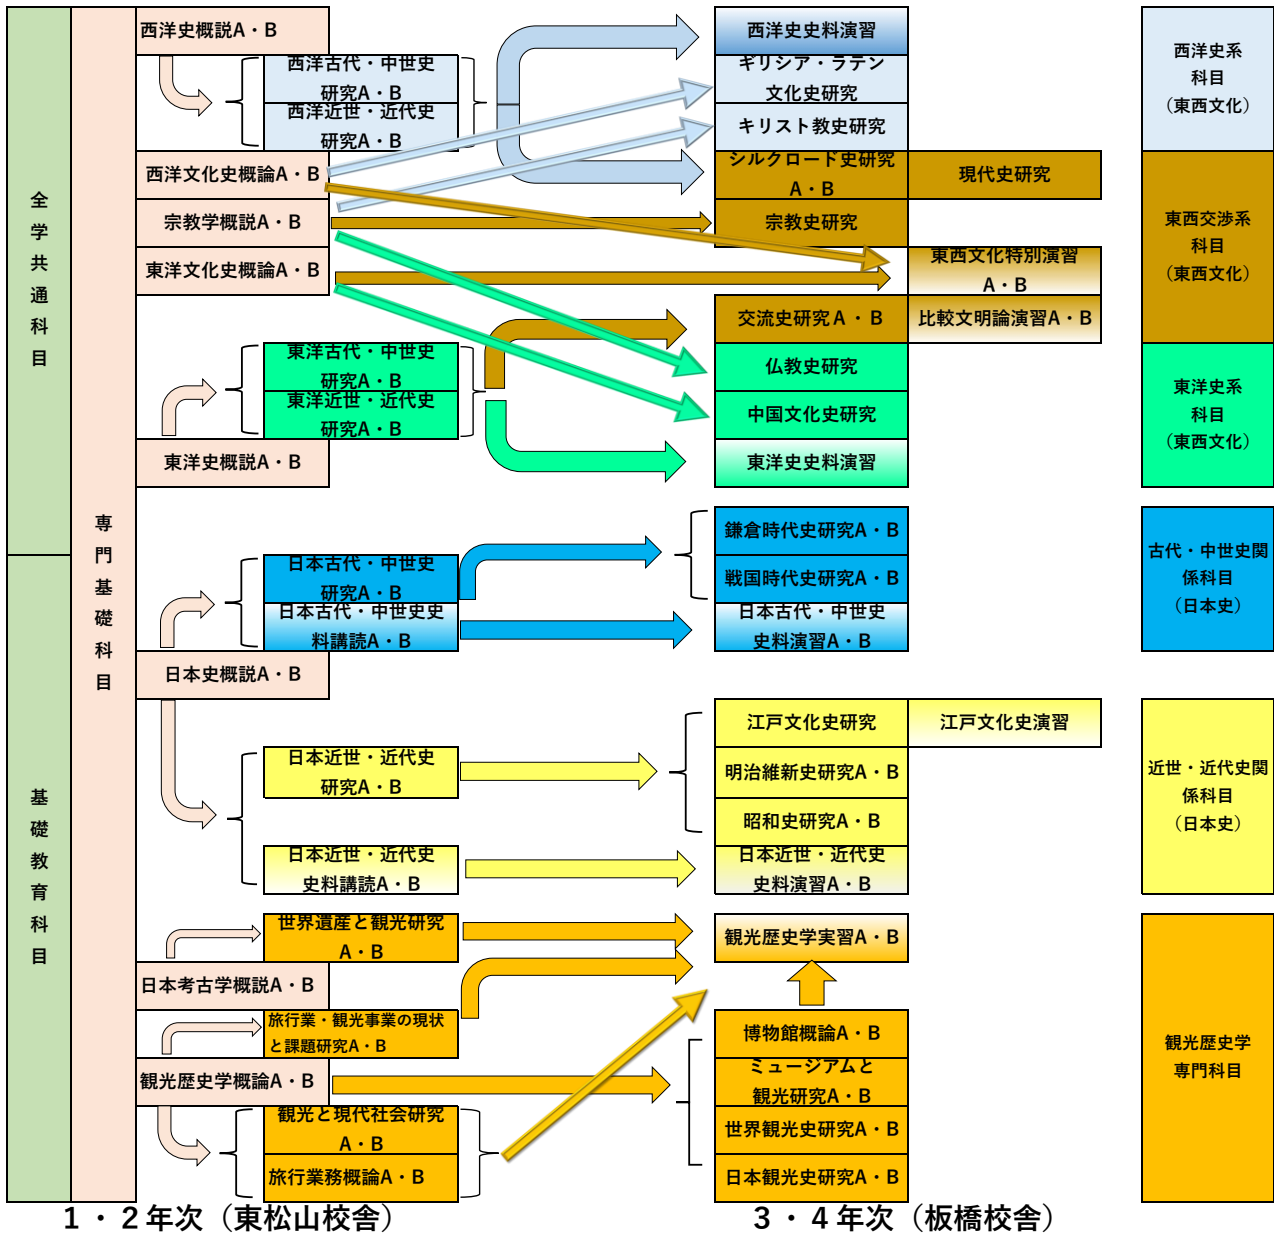 全学共通科目
基礎教育科目
専門基礎科目
西洋史概説A・B
西洋古代・中世史
研究A・B
西洋近世・近代史
研究A・B
西洋文化史概論A・B
宗教学概説A・B
東洋文化史概論A・B
東洋古代・中世史
研究A・B
東洋近世・近代史
研究A・B
東洋史概説A・B
日本古代・中世史
研究A・B
日本古代・中世史史
料講読A・B
日本史概説A・B
日本近世・近代史
研究A・B
日本近世・近代史
史料講読A・B
世界遺産と観光研究
A・B
日本考古学概説A・B
旅行業・観光事業の現状
と課題研究A・B
観光歴史学概論A・B
観光と現代社会研究
A・B
旅行業務概論A・B
１・２年次（東松山校舎）
西洋史史料演習
ギリシア・ラテン
文化史研究
キリスト教史研究
シルクロード史研究
A・B
現代史研究
宗教史研究
東西文化特別演習
A・B
交流史研究Ａ・Ｂ
比較文明論演習A・B
仏教史研究
中国文化史研究
東洋史史料演習
鎌倉時代史研究A・B
戦国時代史研究A・B
日本古代・中世史
史料演習A・B
江戸文化史研究
江戸文化史演習
明治維新史研究A・B
昭和史研究A・B
日本近世・近代史
史料演習A・B
観光歴史学実習A・B
博物館概論A・B
ミュージアムと
観光研究A・B
世界観光史研究A・B
日本観光史研究A・B
３・４年次（板橋校舎）
西洋史系
科目
（東西文化）
東西交渉系
科目
（東西文化）
東洋史系
科目
（東西文化）
古代・中世史関
係科目
（日本史）
近世・近代史関
係科目
（日本史）
観光歴史学
専門科目